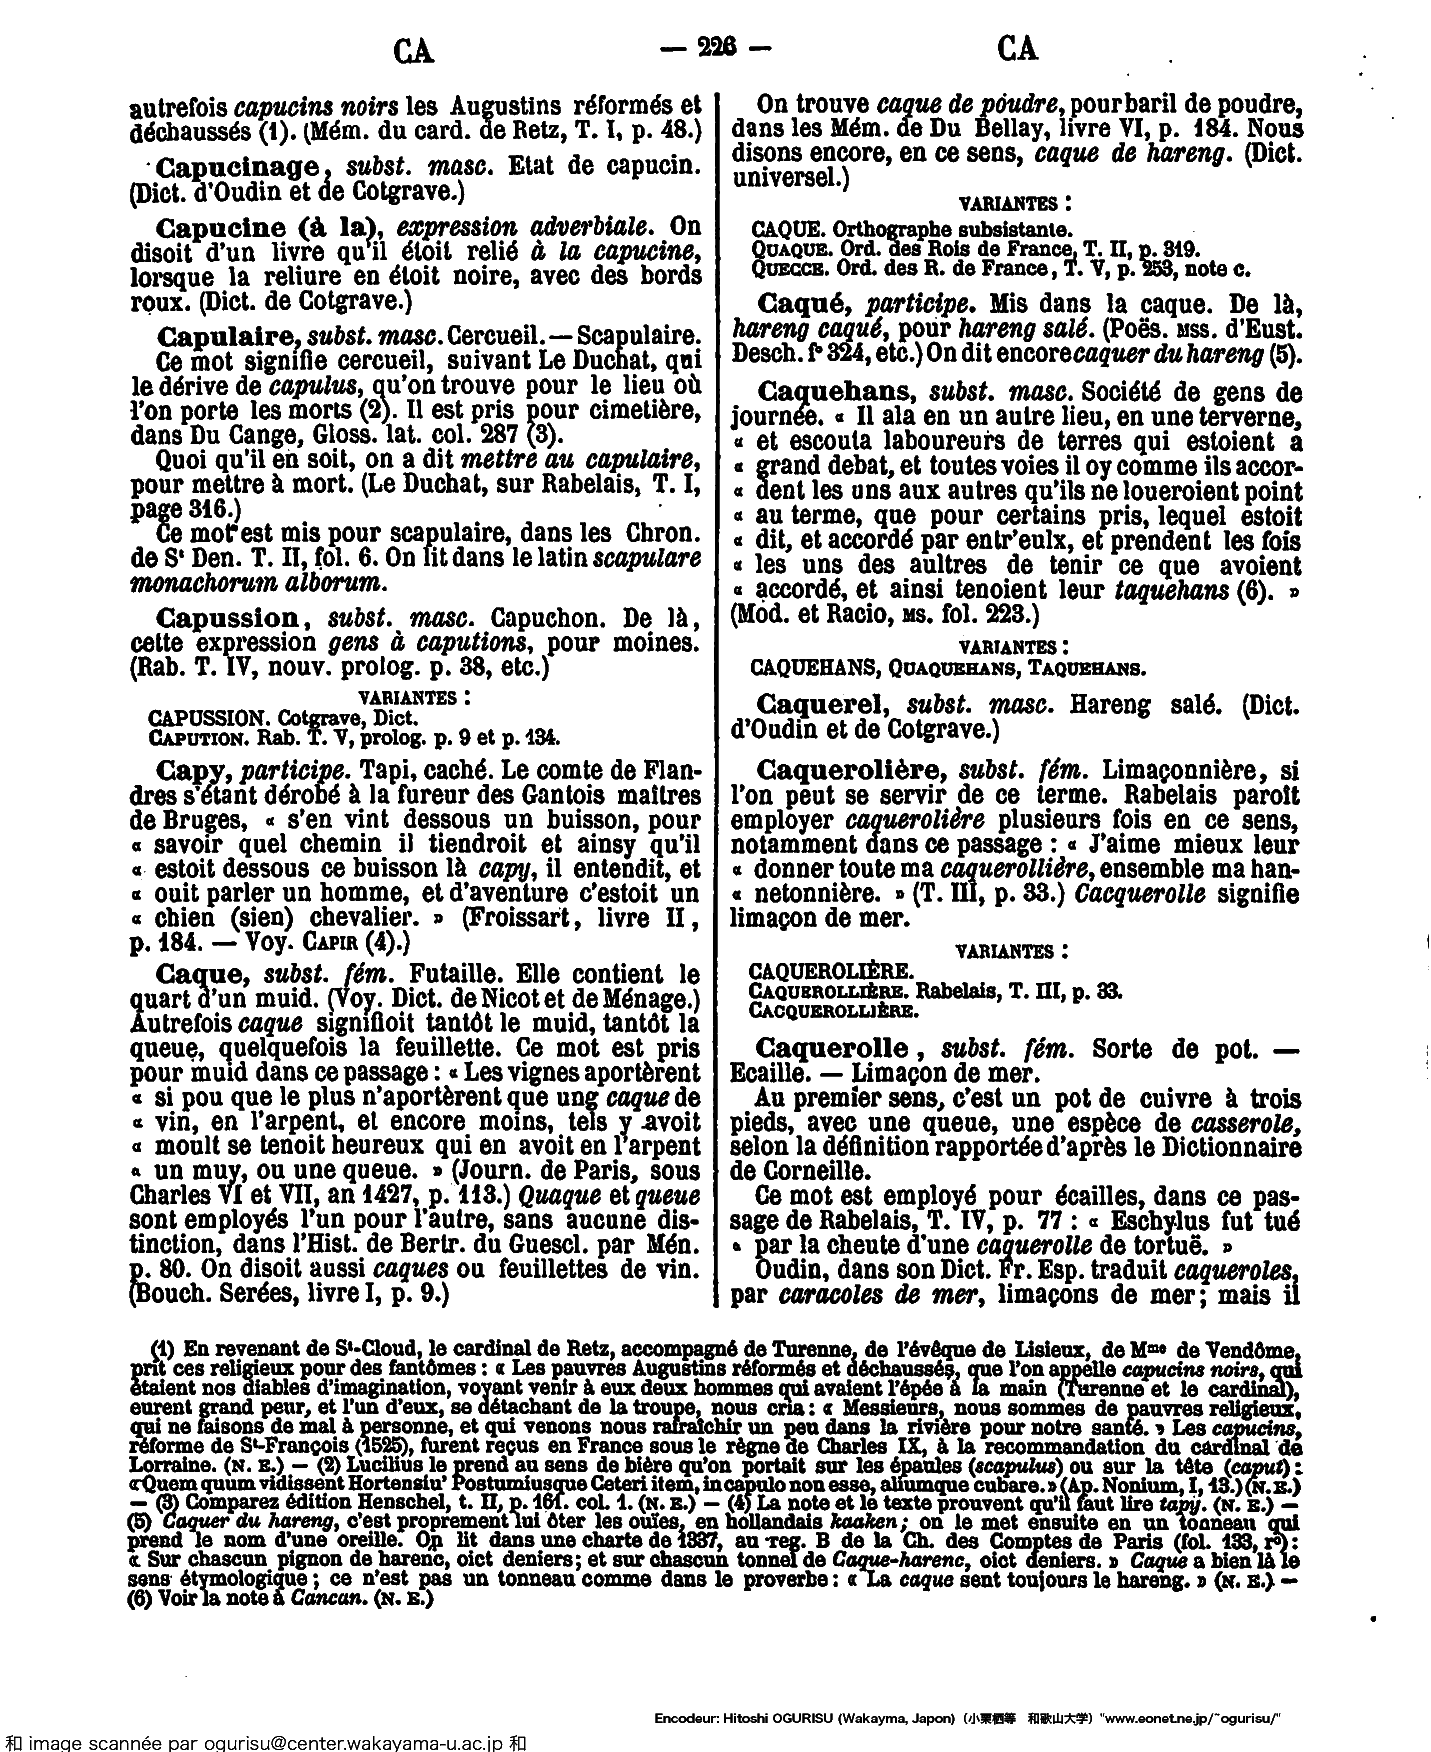 CA
— 226 —
CA
autrefois capucins noirs les Augustins réformés et
déchaussés (1). (Mém. du card. de Retz, T. I, p. 48.)
Capucinage, subst. masc. Etat de capucin.
(Dict. d'Oudin et de Cotgrave.)
Capucine (à la), expression adverbiale. On
disoit d'un livre qu'il étoit relié à la capucine,
lorsque la reliure en étoit noire, avec des bords
roux. (Dict. de Cotgrave.)
Capulaire, subst. masc. Cercueil. — Scapulaire.
Ce mot signifie cercueil, suivant Le Duchat, qui
le dérive de capulus, qu'on trouve pour le lieu où
l'on porte les morts (2). Il est pris pour cimetière,
dans Du Cange, Gloss. lat. col. 287 (3).
Quoi qu'il en soit, on a dit mettre au capulaire,
pour mettre à mort. (Le Duchat, sur Rabelais, T. I,
page 316.)
Ce mot est mis pour scapulaire, dans les Chron.
de St Den. T. II, fol. 6. On lit dans le latin scapulare
monachorum alborum.
Capussion, subst. masc. Capuchon. De là,
cette expression gens à caputions, pour moines.
(Rab. T. IV, nouv. prolog. p. 38, etc.)
VARIANTES :
CAPUSSION. Cotgrave, Dict.
CAPUTION. Rab. T. V, prolog. p. 9 et p. 134.
Capy, participe. Tapi, caché. Le comte de Flan-
dres s'étant dérobé à la fureur des Gantois maîtres
de Bruges, « s'en vint dessous un buisson, pour
« savoir quel chemin il tiendroit et ainsy qu'il
« estoit dessous ce buisson là capy, il entendit, et
« ouit parler un homme, et d'aventure c'estoit un
« chien (sien) chevalier. » (Froissart, livre II,
p. 184. — Voy. CAPIR (4).)
Caque, subst. fém. Futaille. Elle contient le
quart d'un muid. (Voy. Dict. de Nicot et de Ménage.)
Autrefois caque signifioit tantôt le muid, tantôt la
queue, quelquefois la feuillette. Ce mot est pris
pour muid dans ce passage : « Les vignes aportèrent
« si pou que le plus n'aportèrent que ung caque de
« vin, en l'arpent, et encore moins, tels y avoit
« moult se tenoit heureux qui en avoit en l'arpent
« un muy, ou une queue. » (Journ. de Paris, sous
Charles VI et VII, an 1427, p. 113.) Quaque et queue
sont employés l'un pour l'autre, sans aucune dis-
tinction, dans l'Hist. de Bertr. du Guescl. par Mén.
p. 80. On disoit aussi caques ou feuillettes de vin.
(Bouch. Serées, livre I, p. 9.)
On trouve caque de poudre, pour baril de poudre,
dans les Mém. de Du Bellay, livre VI, p. 184. Nous
disons encore, en ce sens, caque de hareng. (Dict.
universel.)
VARIANTES :
CAQUE. Orthographe subsistante.
QUAQUE. Ord. des Rois de France, T. II, p. 319.
QUECCE. Ord. des R. de France, T. V, p. 253, note c.
Caqué, participe. Mis dans la caque. De là,
hareng caqué, pour hareng salé. (Poës. MSS. d'Eust.
Desch. f° 324, etc.) On dit encore caquer du hareng (5).
Caquehans, subst. masc. Société de gens de
journée. « Il ala en un autre lieu, en une terverne,
« et escouta laboureurs de terres qui estoient a
« grand debat, et toutes voies il oy comme ils accor-
« dent les uns aux autres qu'ils ne loueroient point
« au terme, que pour certains pris, lequel estoit
« dit, et accordé par entr'eulx, et prendent les fois
« les uns des aultres de tenir ce que avoient
« accordé, et ainsi tenoient leur taquehans (6). »
(Mod. et Racio, MS. fol. 223.)
VARIANTES :
CAQUEHANS, QUAQUEHANS, TAQUEHANS.
Caquerel, subst. masc. Hareng salé. (Dict.
d'Oudin et de Cotgrave.)
Caquerolière, subst. fém. Limaçonnière, si
l'on peut se servir de ce terme. Rabelais paroît
employer caquerolière plusieurs fois en ce sens,
notamment dans ce passage : « J'aime mieux leur
« donner toute ma caquerollière, ensemble ma han-
« netonnière. » (T. III, p. 33.) Cacquerolle signifie
limaçon de mer.
VARIANTES :
CAQUEROLIÈRE.
CAQUEROLLIÈRE. Rabelais, T. III, p. 33.
CACQUEROLLIÈRE.
Caquerolle, subst. fém. Sorte de pot. —
Ecaille. — Limaçon de mer.
Au premier sens, c'est un pot de cuivre à trois
pieds, avec une queue, une espèce de casserole,
selon la définition rapportée d'après le Dictionnaire
de Corneille.
Ce mot est employé pour écailles, dans ce pas-
sage de Rabelais, T. IV, p. 77 : « Eschylus fut tué
« par la cheute d'une caquerolle de tortuë. »
Oudin, dans son Dict. Fr. Esp. traduit caqueroles,
par caracoles de mer, limaçons de mer; mais il
(1) En revenant de St-Cloud, le cardinal de Retz, accompagné de Turenne, de l'évêque de Lisieux, de Mme de Vendôme,
prit ces religieux pour des fantômes : « Les pauvres Augustins réformés et déchaussés, que l'on appelle capucins noirs, qui
étaient nos diables d'imagination, voyant venir à eux deux hommes qui avaient l'épée à la main (Turenne et le cardinal),
eurent grand peur, et l'un d'eux, se détachant de la troupe, nous cria : « Messieurs, nous sommes de pauvres religieux,
qui ne faisons de mal à personne, et qui venons nous rafraîchir un peu dans la rivière pour notre santé. » Les capucins,
réforme de St-François (1525), furent reçus en France sous le règne de Charles IX, à la recommandation du cardinal de
Lorraine. (N. E.) — (2) Lucilius le prend au sens de bière qu'on portait sur les épaules (scapulus) ou sur la tête (caput) :
« Quem quum vidissent Hortensiu' Postumiusque Ceteri item, in capulo non esse, aliumque cubare. » (Ap. Nonium, I, 13.) (N. E.)
— (3) Comparez édition Henschel, t. II, p. 161. col. 1. (N. E.) — (4) La note et le texte prouvent qu'il faut lire tapy. (N. E.) —
(5) Caquer du hareng, c'est proprement lui ôter les ouïes, en hollandais kaaken; on le met ensuite en un tonneau qui
prend le nom d'une oreille. On lit dans une charte de 1337, au reg. B de la Ch. des Comptes de Paris (fol. 133, r°) :
« Sur chascun pignon de harenc, oict deniers; et sur chascun tonnel de Caque-harenc, oict deniers. » Caque a bien là le
sens étymologique; ce n'est pas un tonneau comme dans le proverbe : « La caque sent toujours le hareng. » (N. E.) —
(6) Voir la note à Cancan. (N. E.)
Encodeur: Hitoshi OGURISU (Wakayma, Japon) (小栗栖等 和歌山大学) "www.eonet.ne.jp/~ogurisu/"
和 image scannée par ogurisu@center.wakayama-u.ac.jp 和